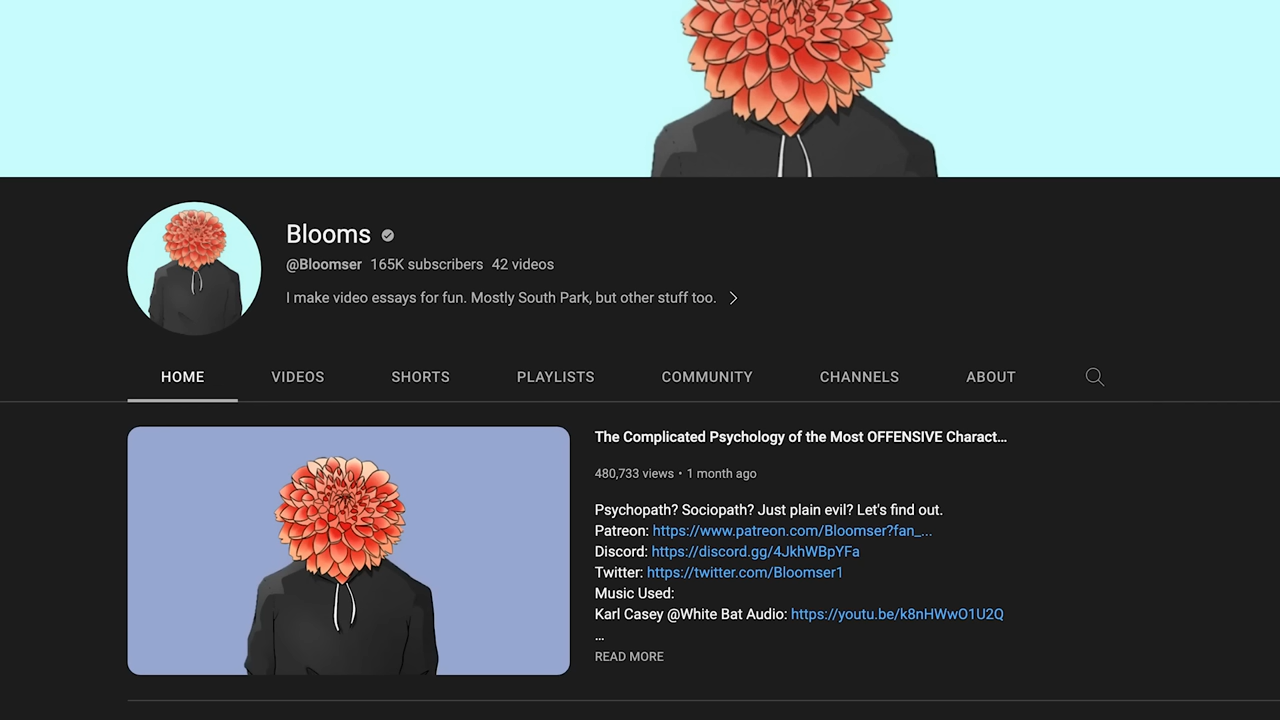 Blooms
@Bloomser 165K subscribers 42 videos
I make video essays for fun. Mostly South Park, but other stuff too.
HOME VIDEOS SHORTS PLAYLISTS COMMUNITY CHANNELS ABOUT
The Complicated Psychology of the Most OFFENSIVE Charact...
480,733 views • 1 month ago
Psychopath? Sociopath? Just plain evil? Let's find out.
Patreon: https://www.patreon.com/Bloomser?fan_...
Discord: https://discord.gg/4JkhWBpYFa
Twitter: https://twitter.com/Bloomser1
Music Used:
Karl Casey @White Bat Audio: https://youtu.be/k8nHWwO1U2Q
...
READ MORE